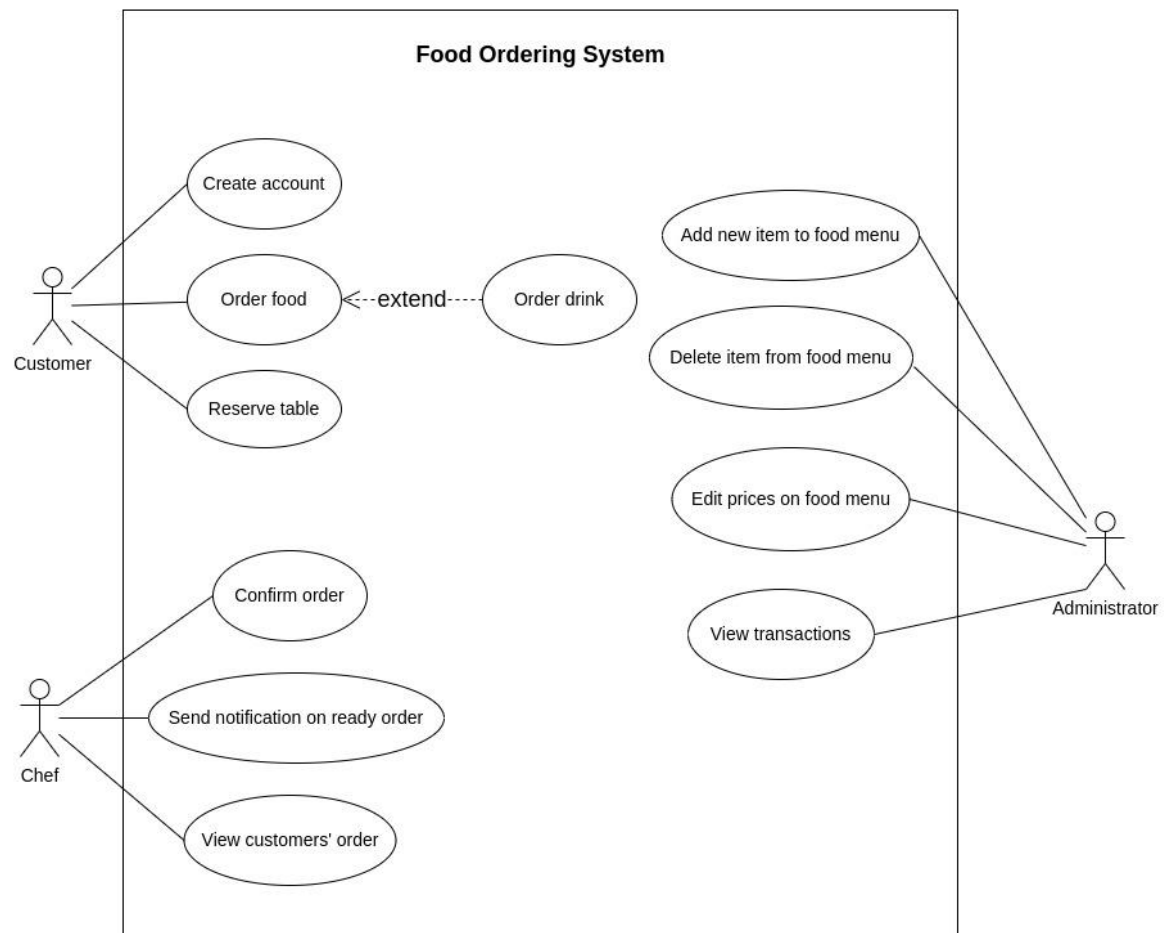 Food Ordering System
Create account
Add new item to food menu
Order food
extend
Order drink
Customer
Delete item from food menu
Reserve table
Edit prices on food menu
Confirm order
Administrator
View transactions
Send notification on ready order
Chef
View customers' order